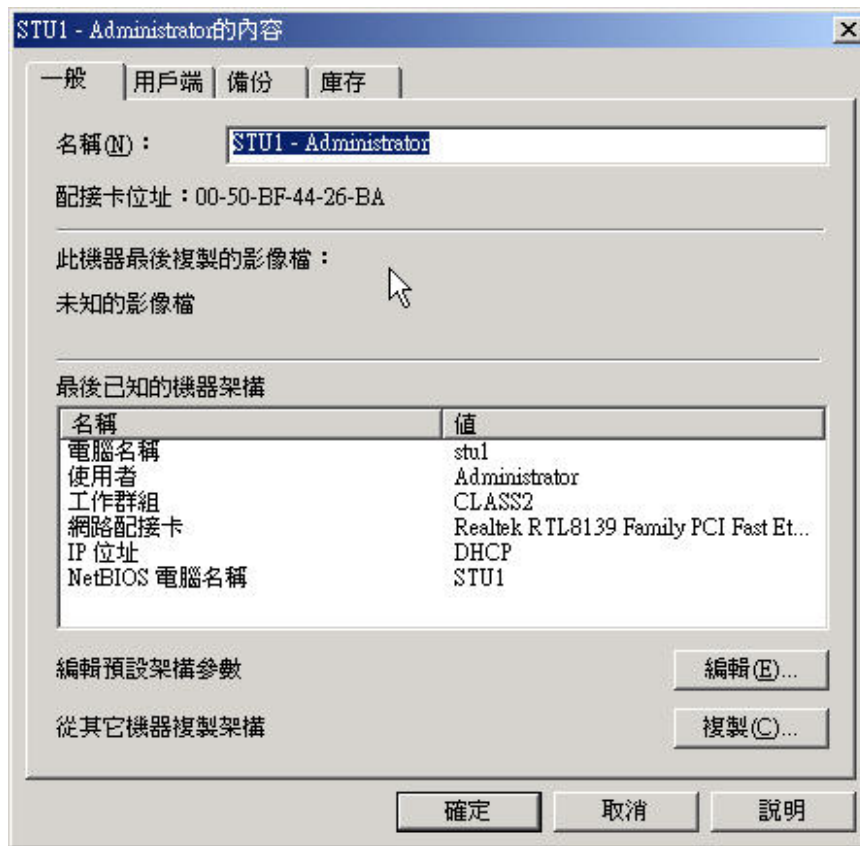 STU1 - Administrator的內容
一般 用戶端 備份 庫存
名稱(N)： STU1 - Administrator
配接卡位址：00-50-BF-44-26-BA
此機器最後複製的影像檔：
未知的影像檔
最後已知的機器架構
名稱 值
電腦名稱 stu1
使用者 Administrator
工作群組 CLASS2
網路配接卡 Realtek RTL8139 Family PCI Fast Et...
IP 位址 DHCP
NetBIOS 電腦名稱 STU1
編輯預設架構參數 編輯(E)...
從其它機器複製架構 複製(C)...
確定 取消 說明